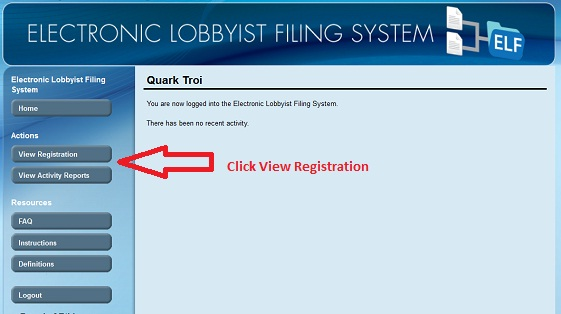 ELECTRONIC LOBBYIST FILING SYSTEM
ELF
Electronic Lobbyist Filing
System
Home
Actions
View Registration
View Activity Reports
Resources
FAQ
Instructions
Definitions
Logout
Quark Troi
You are now logged into the Electronic Lobbyist Filing System.
There has been no recent activity.
Click View Registration